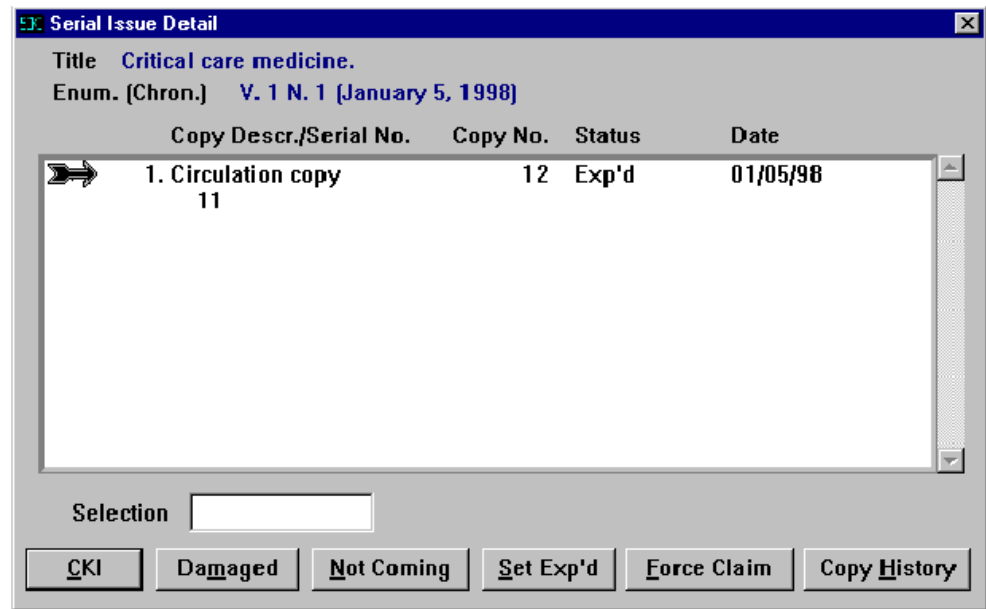 Serial Issue Detail
Title Critical care medicine.
Enum. (Chron.) V. 1 N. 1 (January 5, 1998)
Copy Descr./Serial No. Copy No. Status Date
1. Circulation copy 12 Exp'd 01/05/98
11
Selection
CKI Damaged Not Coming Set Exp'd Force Claim Copy History